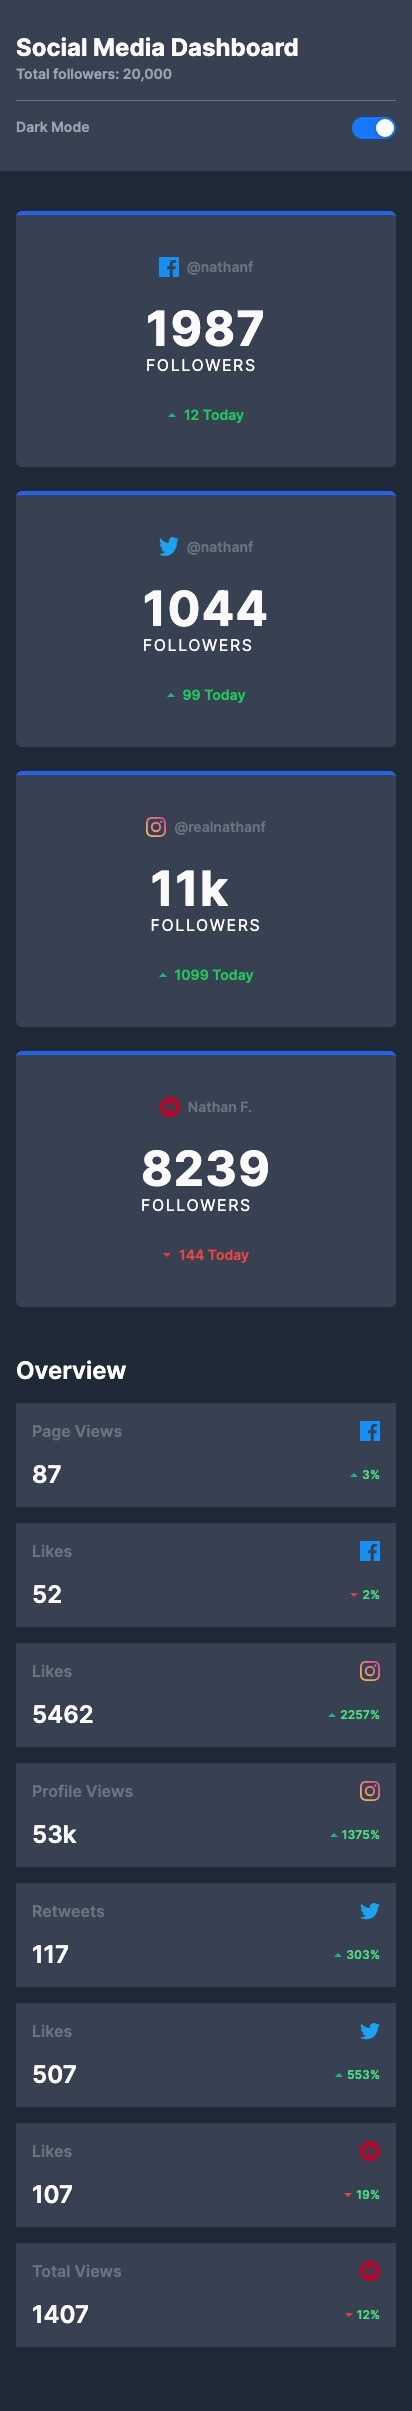 Social Media Dashboard
Total followers: 20,000
Dark Mode
@nathanf
1987
FOLLOWERS
12 Today
@nathanf
1044
FOLLOWERS
99 Today
@realnathanf
11k
FOLLOWERS
1099 Today
Nathan F.
8239
FOLLOWERS
144 Today
Overview
Page Views
87
3%
Likes
52
2%
Likes
5462
2257%
Profile Views
53k
1375%
Retweets
117
303%
Likes
507
553%
Likes
107
19%
Total Views
1407
12%